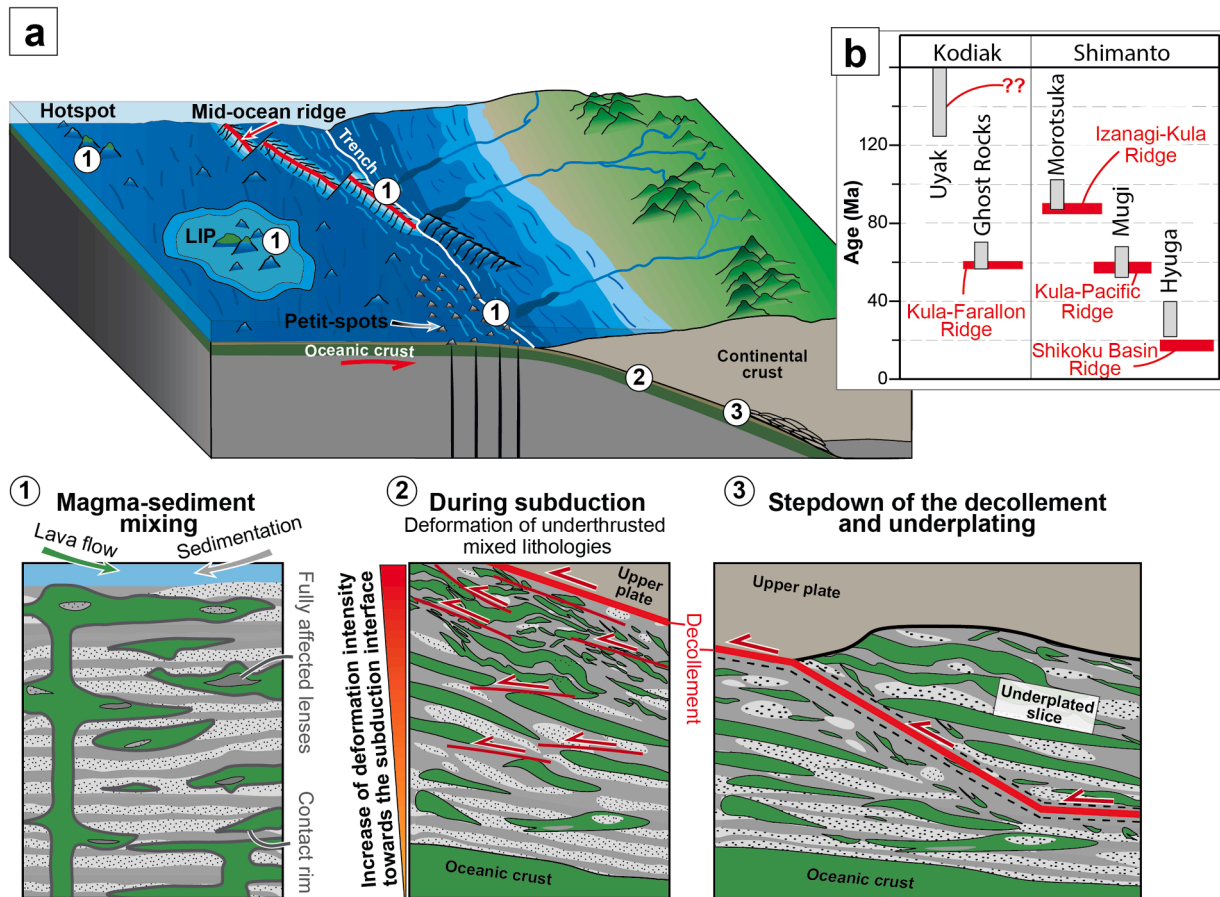 a
Hotspot
1
Mid-ocean ridge
Trench
1
LIP
1
Petit-spots
1
Oceanic crust
Continental
crust
2
3
b
Kodiak
Shimanto
Age (Ma)
120
80
60
40
0
Uyak
??
Ghost Rocks
Kula-Farallon
Ridge
Morotsuka
Izanagi-Kula
Ridge
Mugi
Kula-Pacific
Ridge
Hyuga
Shikoku Basin
Ridge
1
Magma-sediment
mixing
Lava flow
Sedimentation
Fully affected lenses
Contact rim
2
During subduction
Deformation of underthrusted
mixed lithologies
Increase of deformation intensity
towards the subduction interface
Upper
plate
Decollement
Oceanic crust
3
Stepdown of the decollement
and underplating
Upper plate
Underplated
slice
Oceanic crust